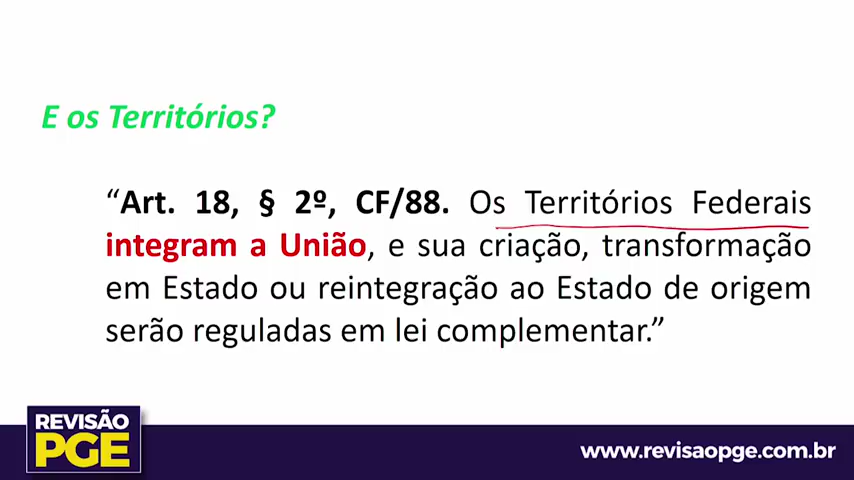 E os Territórios?
“Art. 18, § 2º, CF/88. Os Territórios Federais
integram a União, e sua criação, transformação
em Estado ou reintegração ao Estado de origem
serão reguladas em lei complementar.”
REVISÃO
PGE
www.revisaopge.com.br